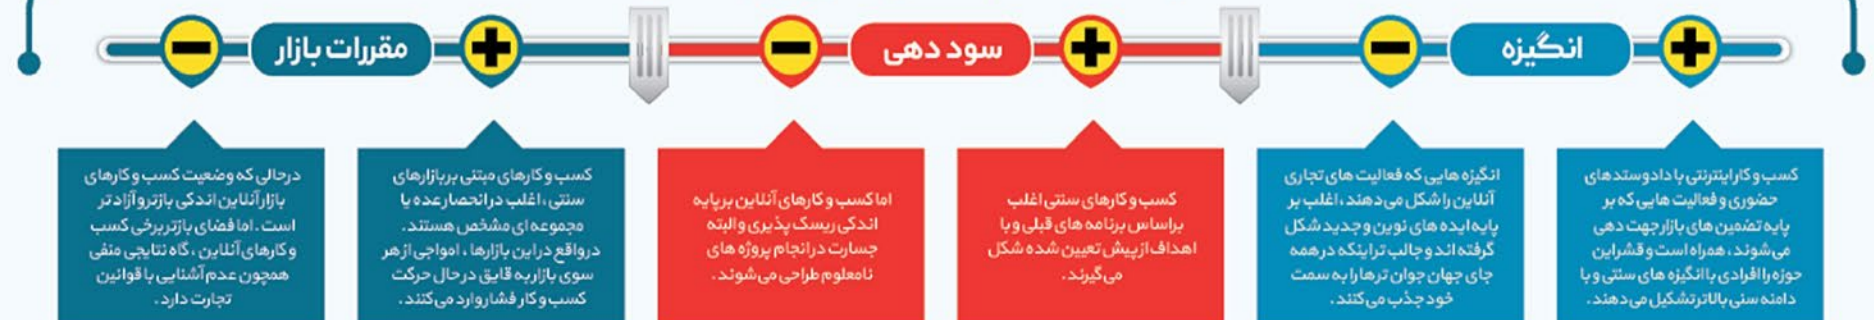 انگیزه
کسب و کار اینترنتی با داد و ستدهای
حضوری و فعالیت هایی که بر
پایه تضمین های بازار جهت دهی
می‌شوند، همراه است و قشر این
حوزه را افرادی با انگیزه های سنتی و با
دامنه سنی بالاتر تشکیل می‌دهند.
انگیزه هایی که فعالیت های تجاری
آنلاین را شکل می‌دهند، اغلب بر
پایه ایده های نوین و جدید شکل
گرفته اند و جالب تر اینکه در همه
جای جهان جوان تر ها را به سمت
خود جذب می‌کنند.
سود دهی
کسب و کارهای سنتی اغلب
براساس برنامه های قبلی و با
اهداف از پیش تعیین شده شکل
می‌گیرند.
اما کسب و کارهای آنلاین بر پایه
اندکی ریسک پذیری و البته
جسارت در انجام پروژه های
نامعلوم طراحی می‌شوند.
مقررات بازار
کسب و کارهای مبتنی بر بازارهای
سنتی، اغلب در انحصار عده یا
مجموعه ای مشخص هستند.
در واقع در این بازارها، امواجی از هر
سوی بازار به قایق در حال حرکت
کسب و کار فشار وارد می‌کنند.
درحالی که وضعیت کسب و کارهای
بازار آنلاین اندکی بازتر و آزادتر
است. اما فضای بازتر برخی کسب
و کارهای آنلاین، گاه نتایجی منفی
همچون عدم آشنایی با قوانین
تجارت دارد.